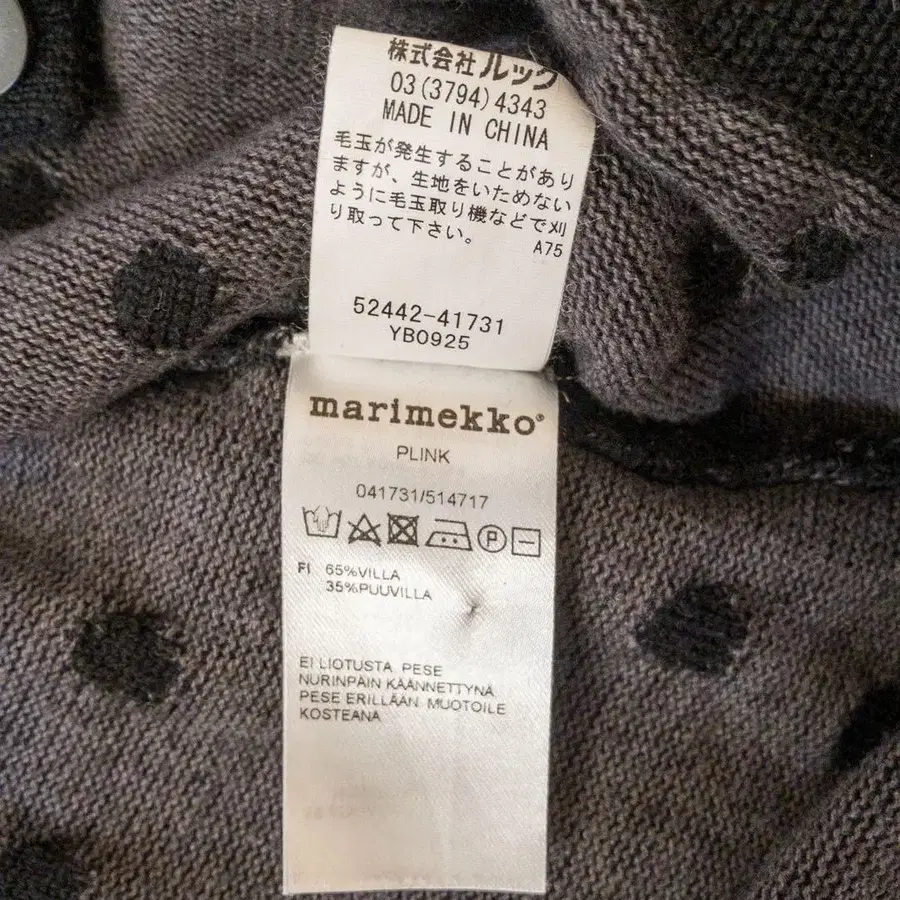 株式会社ルック
03(3794)4343
MADE IN CHINA
毛玉が発生することがあり
ますが、生地をいためない
ように毛玉取り機などで刈
り取って下さい。
A75
52442-41731
YB0925
marimekko®
PLINK
041731/514717
P
FI 65%VILLA
35%PUUVILLA
EI LIOTUSTA. PESE
NURINPÄIN KÄÄNNETTYNÄ.
PESE ERILLÄÄN. MUOTOILE
KOSTEANA